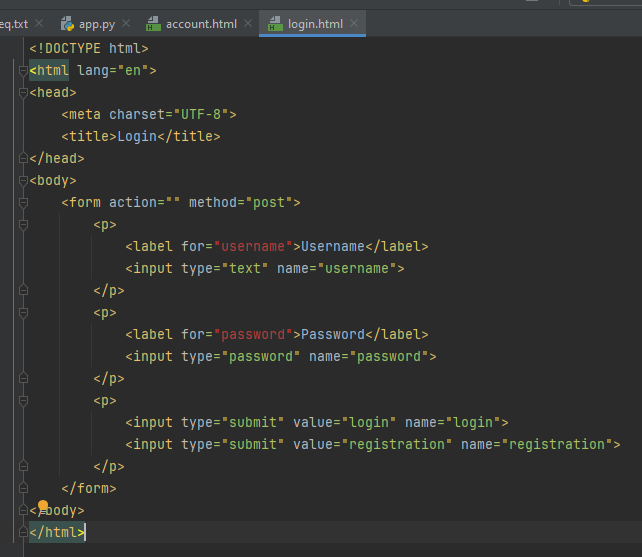 eq.txt app.py account.html login.html
<!DOCTYPE html>
<html lang="en">
<head>
    <meta charset="UTF-8">
    <title>Login</title>
</head>
<body>
    <form action="" method="post">
        <p>
            <label for="username">Username</label>
            <input type="text" name="username">
        </p>
        <p>
            <label for="password">Password</label>
            <input type="password" name="password">
        </p>
        <p>
            <input type="submit" value="login" name="login">
            <input type="submit" value="registration" name="registration">
        </p>
    </form>
</body>
</html>